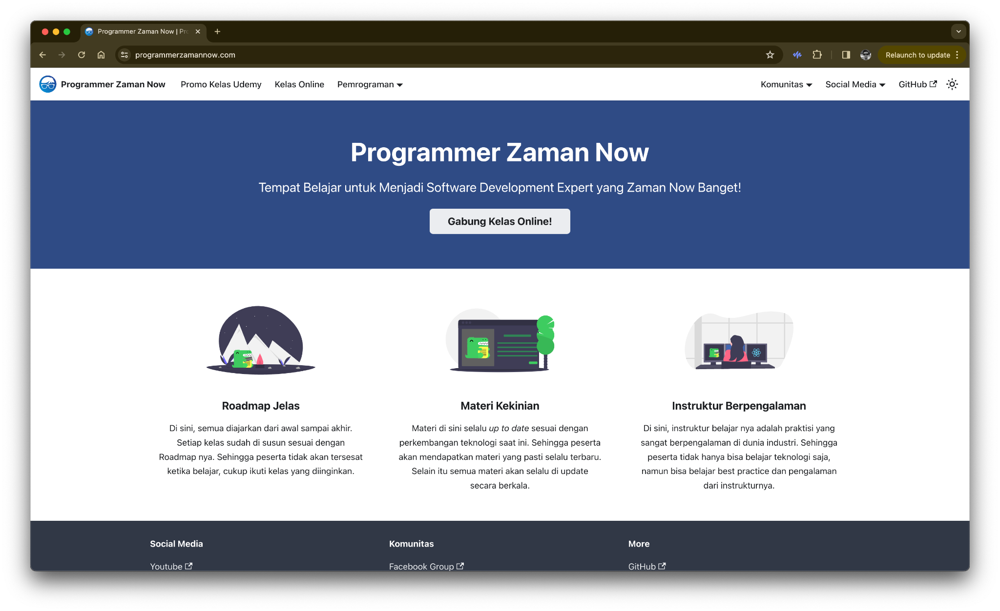 Programmer Zaman Now | Pr
programmerzamannow.com
Relaunch to update
Programmer Zaman Now Promo Kelas Udemy Kelas Online Pemrograman Komunitas Social Media GitHub
Programmer Zaman Now
Tempat Belajar untuk Menjadi Software Development Expert yang Zaman Now Banget!
Gabung Kelas Online!
Roadmap Jelas
Di sini, semua diajarkan dari awal sampai akhir.
Setiap kelas sudah di susun sesuai dengan
Roadmap nya. Sehingga peserta tidak akan tersesat
ketika belajar, cukup ikuti kelas yang diinginkan.
Materi Kekinian
Materi di sini selalu up to date sesuai dengan
perkembangan teknologi saat ini. Sehingga peserta
akan mendapatkan materi yang pasti selalu terbaru.
Selain itu semua materi akan selalu di update
secara berkala.
Instruktur Berpengalaman
Di sini, instruktur belajar nya adalah praktisi yang
sangat berpengalaman di dunia industri. Sehingga
peserta tidak hanya bisa belajar teknologi saja,
namun bisa belajar best practice dan pengalaman
dari instrukturnya.
Social Media
Youtube
Komunitas
Facebook Group
More
GitHub